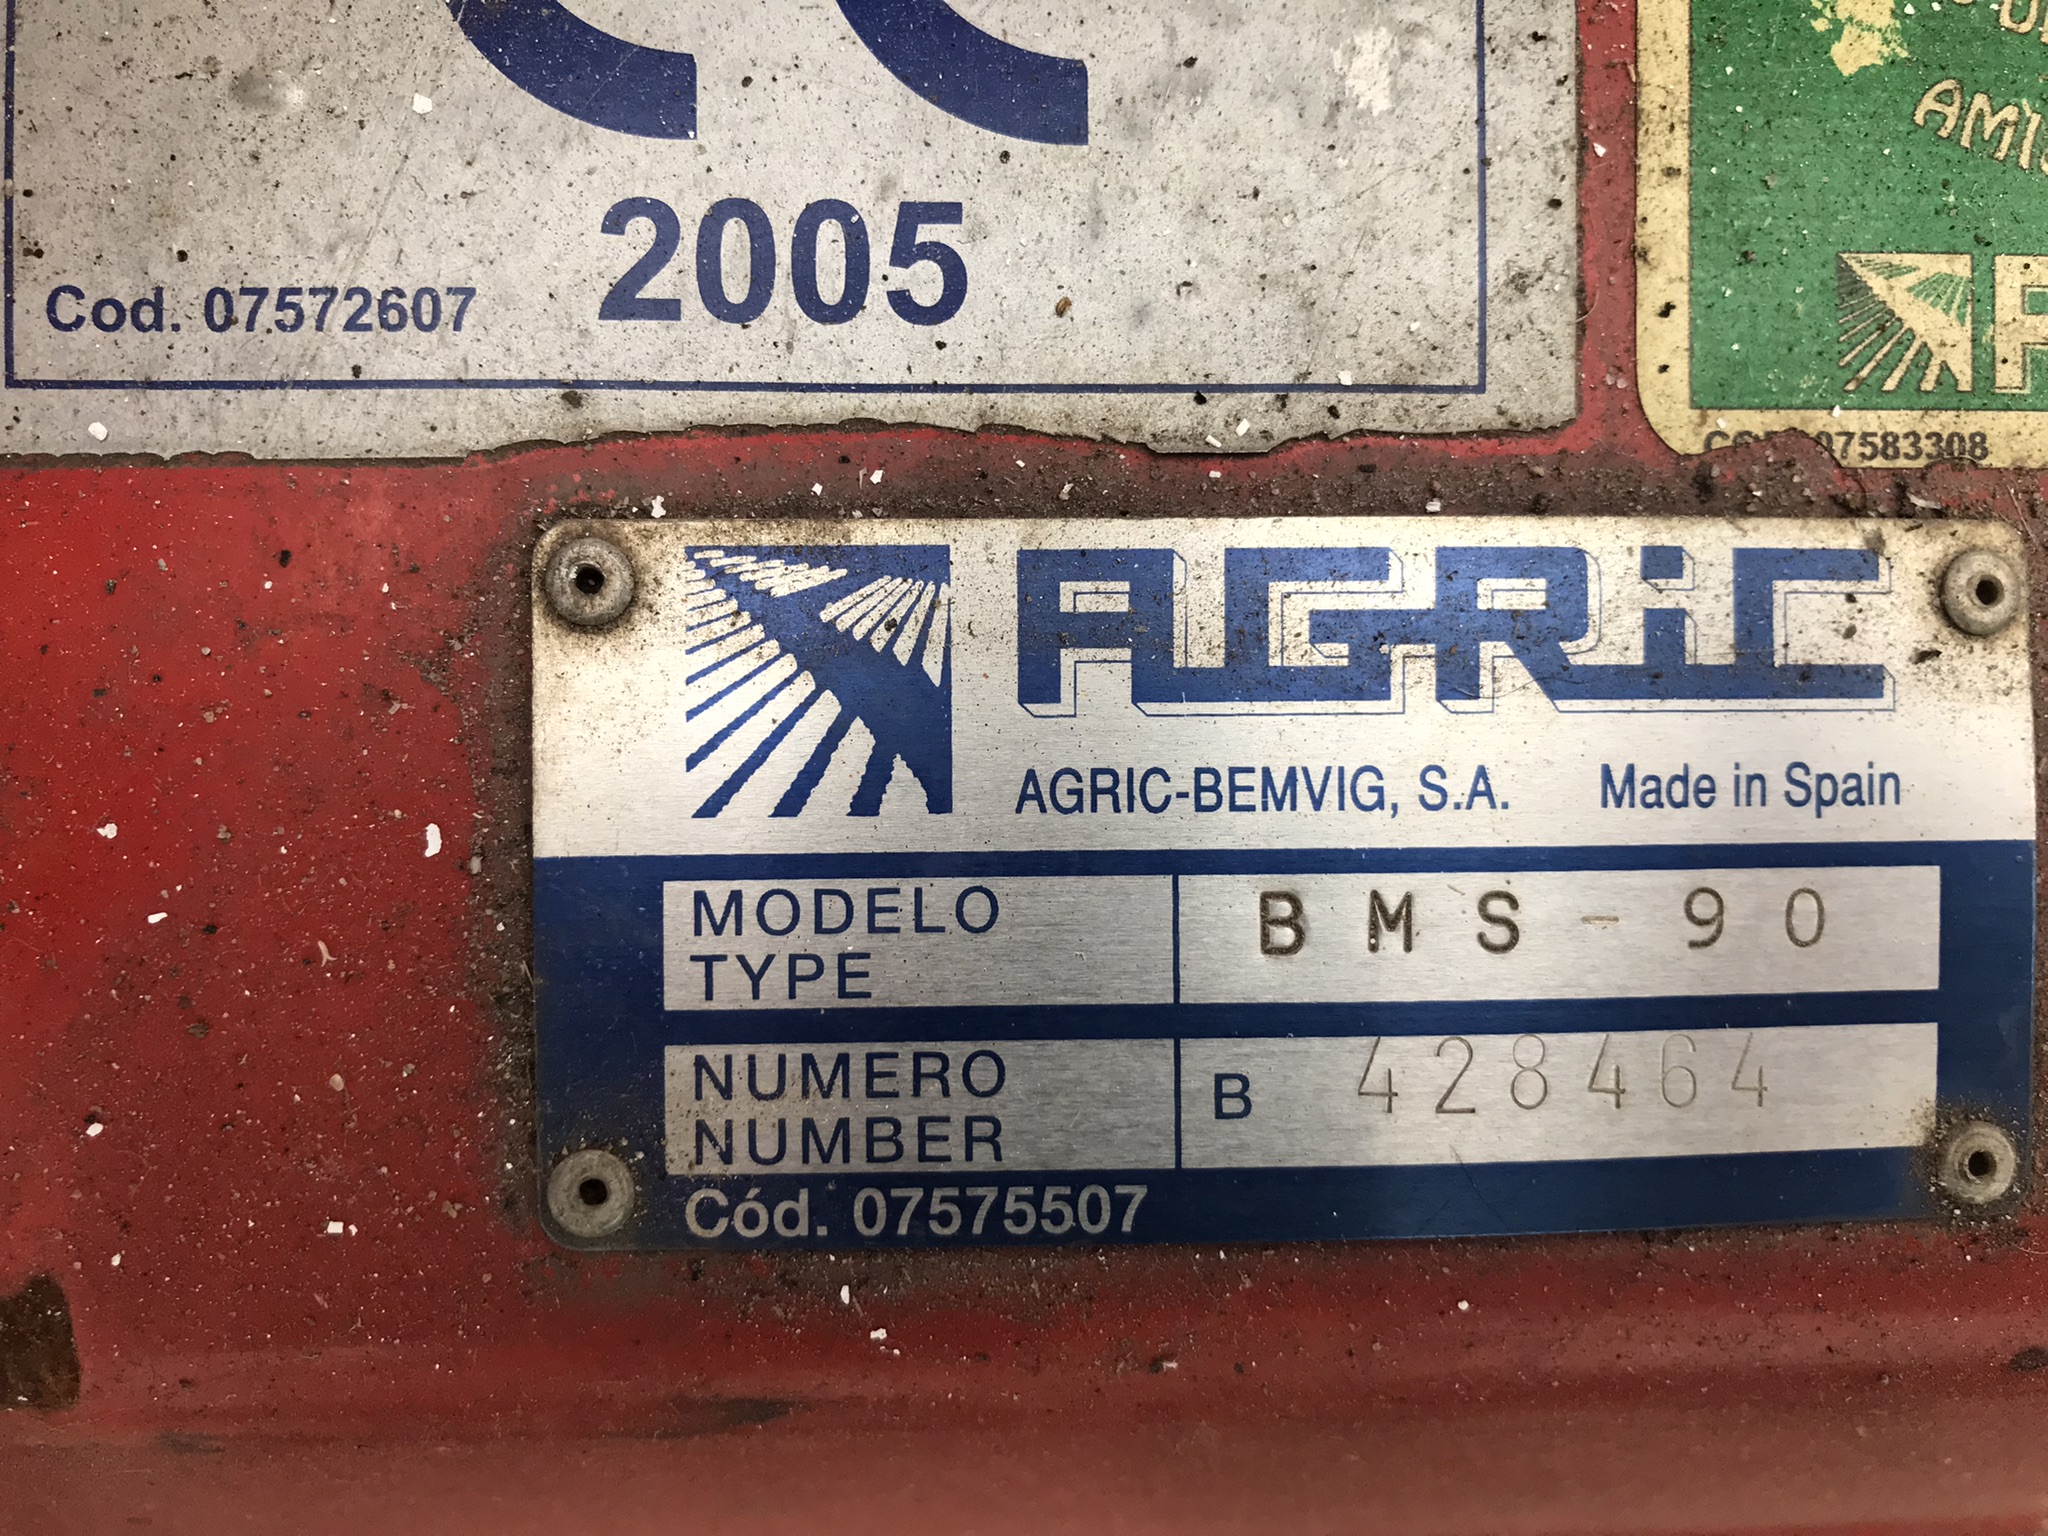 2005
Cod. 07572607
07583308
AGRIC
AGRIC-BEMVIG, S.A. Made in Spain
MODELO
TYPE
BMS-90
NUMERO
NUMBER
B 428464
Cód. 07575507